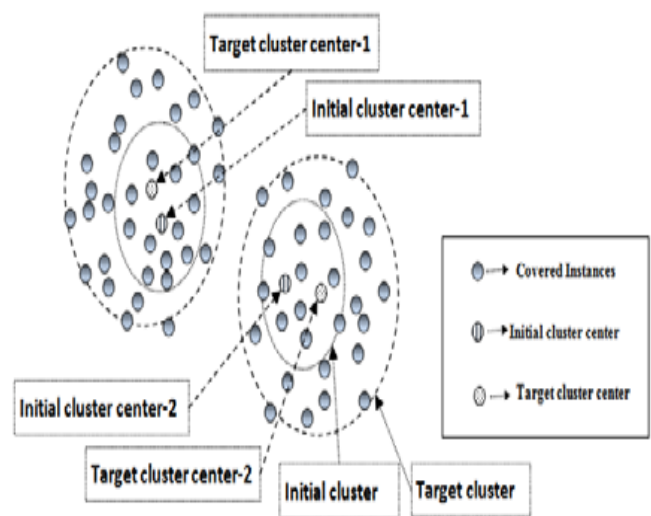 Target cluster center-1
Initial cluster center-1
Covered Instances
Initial cluster center
Target cluster center
Initial cluster center-2
Target cluster center-2
Initial cluster
Target cluster